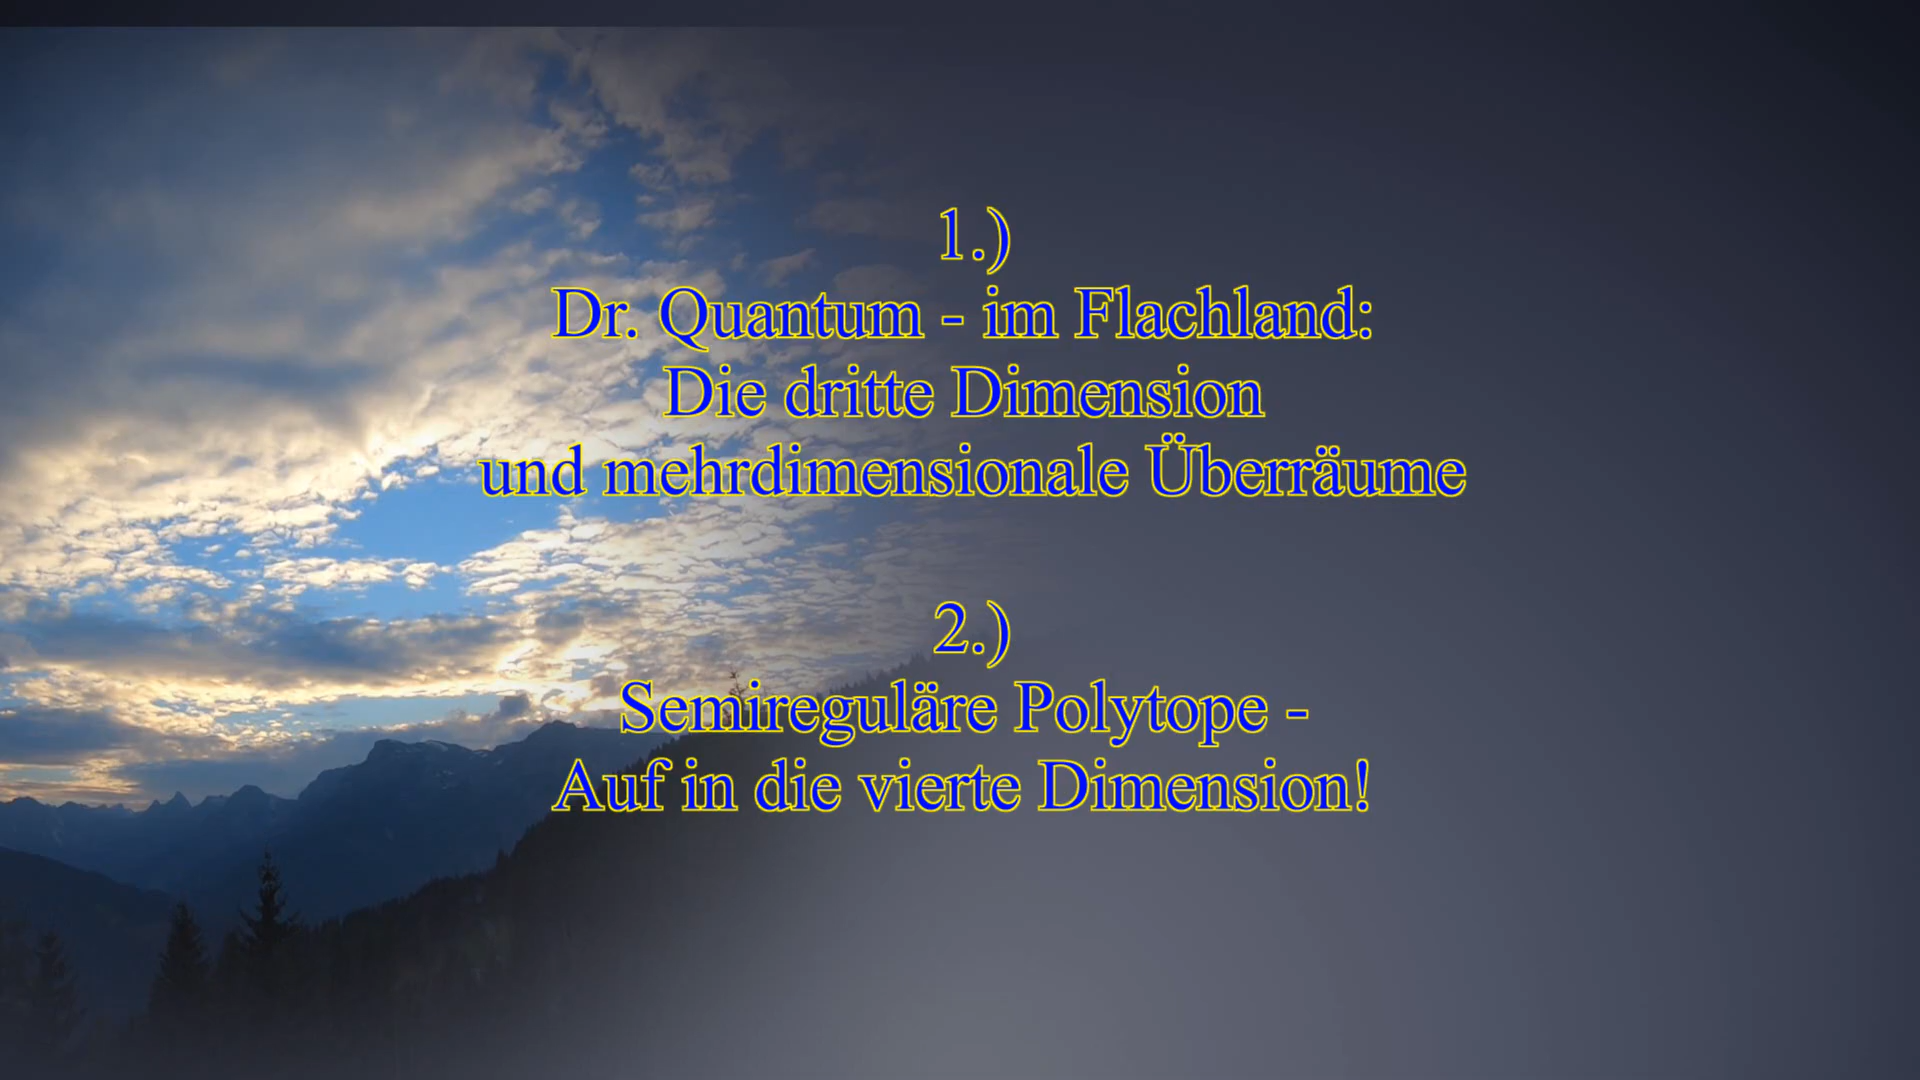 1.)
Dr. Quantum - im Flachland:
Die dritte Dimension
und mehrdimensionale Überräume
2.)
Semireguläre Polytope -
Auf in die vierte Dimension!